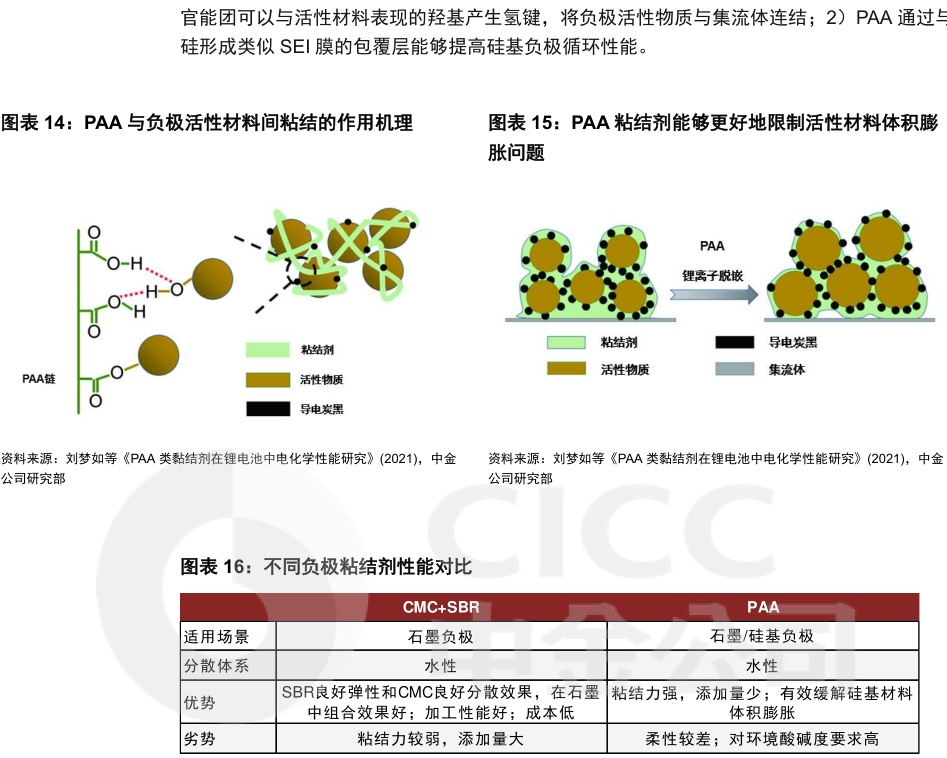 官能团可以与活性材料表现的羟基产生氢键，将负极活性物质与集流体连结；2）PAA 通过与
硅形成类似 SEI 膜的包覆层能够提高硅基负极循环性能。
图表 14：PAA 与负极活性材料间粘结的作用机理
O
O H
H O
O
H
O
O
O
PAA链
粘结剂
活性物质
导电炭黑
资料来源：刘梦如等《PAA 类黏结剂在锂电池中电化学性能研究》(2021)，中金
公司研究部
图表 15：PAA 粘结剂能够更好地限制活性材料体积膨
胀问题
PAA
锂离子脱嵌
粘结剂
导电炭黑
活性物质
集流体
资料来源：刘梦如等《PAA 类黏结剂在锂电池中电化学性能研究》(2021)，中金
公司研究部
CICC
中金公司
图表 16：不同负极粘结剂性能对比
CMC+SBR PAA
适用场景 石墨负极 石墨/硅基负极
分散体系 水性 水性
优势 SBR良好弹性和CMC良好分散效果，在石墨 粘结力强，添加量少；有效缓解硅基材料
中组合效果好；加工性能好；成本低 体积膨胀
劣势 粘结力较弱，添加量大 柔性较差；对环境酸碱度要求高